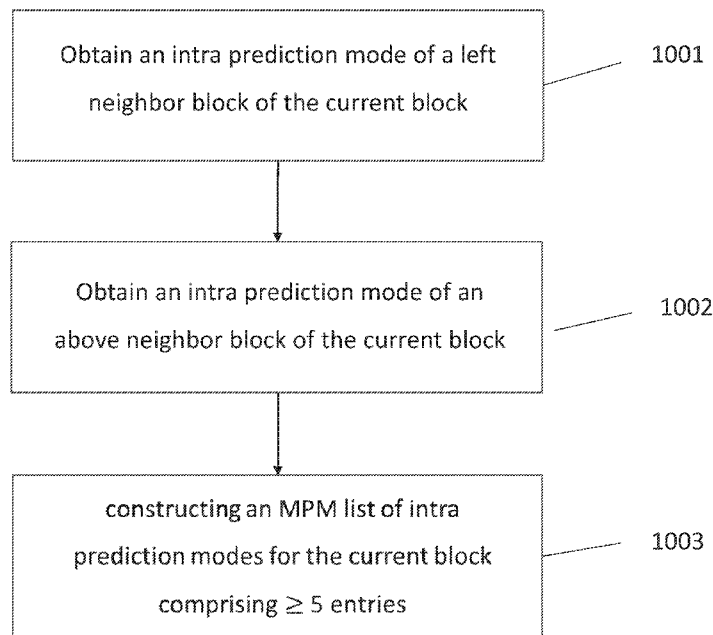 Obtain an intra prediction mode of a left
neighbor block of the current block
1001
Obtain an intra prediction mode of an
above neighbor block of the current block
1002
constructing an MPM list of intra
prediction modes for the current block
comprising ≥ 5 entries
1003